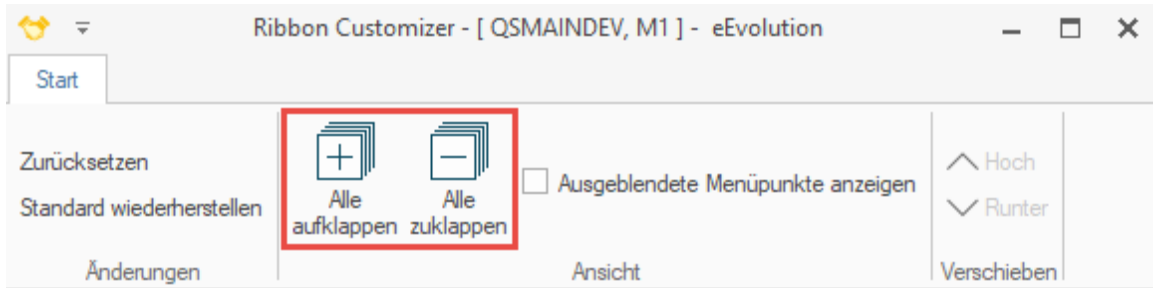 Ribbon Customizer - [ QSMAINDEV, M1 ] - eEvolution
Start
Zurücksetzen
Standard wiederherstellen
Änderungen
Alle
aufklappen
Alle
zuklappen
Ausgeblendete Menüpunkte anzeigen
Ansicht
Hoch
Runter
Verschieben